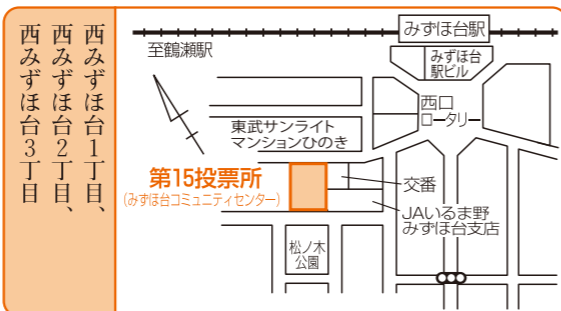 西みずほ台1丁目、
西みずほ台2丁目、
西みずほ台3丁目
みずほ台駅
至鶴瀬駅
みずほ台
駅ビル
西口
ロータリー
東武サンライト
マンションひのき
第15投票所
(みずほ台コミュニティセンター)
交番
JAいるま野
みずほ台支店
松ノ木
公園